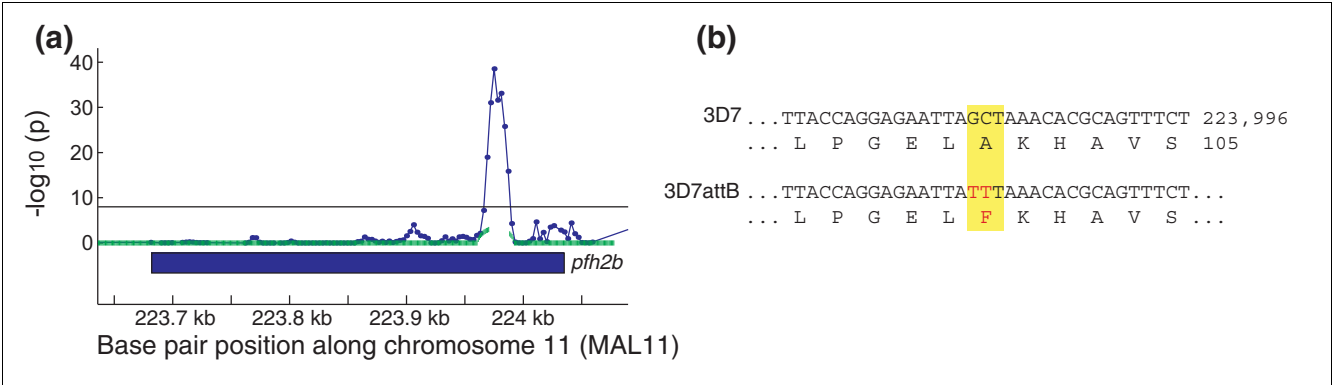 (a)
40
30
20
10
0
-log10 (p)
pfh2b
223.7 kb 223.8 kb 223.9 kb 224 kb
Base pair position along chromosome 11 (MAL11)
(b)
3D7 ...TTACCAGGAGAATTAGCTAAACACGCAGTTTCT 223,996
... L P G E L A K H A V S 105
3D7attB ...TTACCAGGAGAATTATTTAAACACGCAGTTTCT...
... L P G E L F K H A V S ...